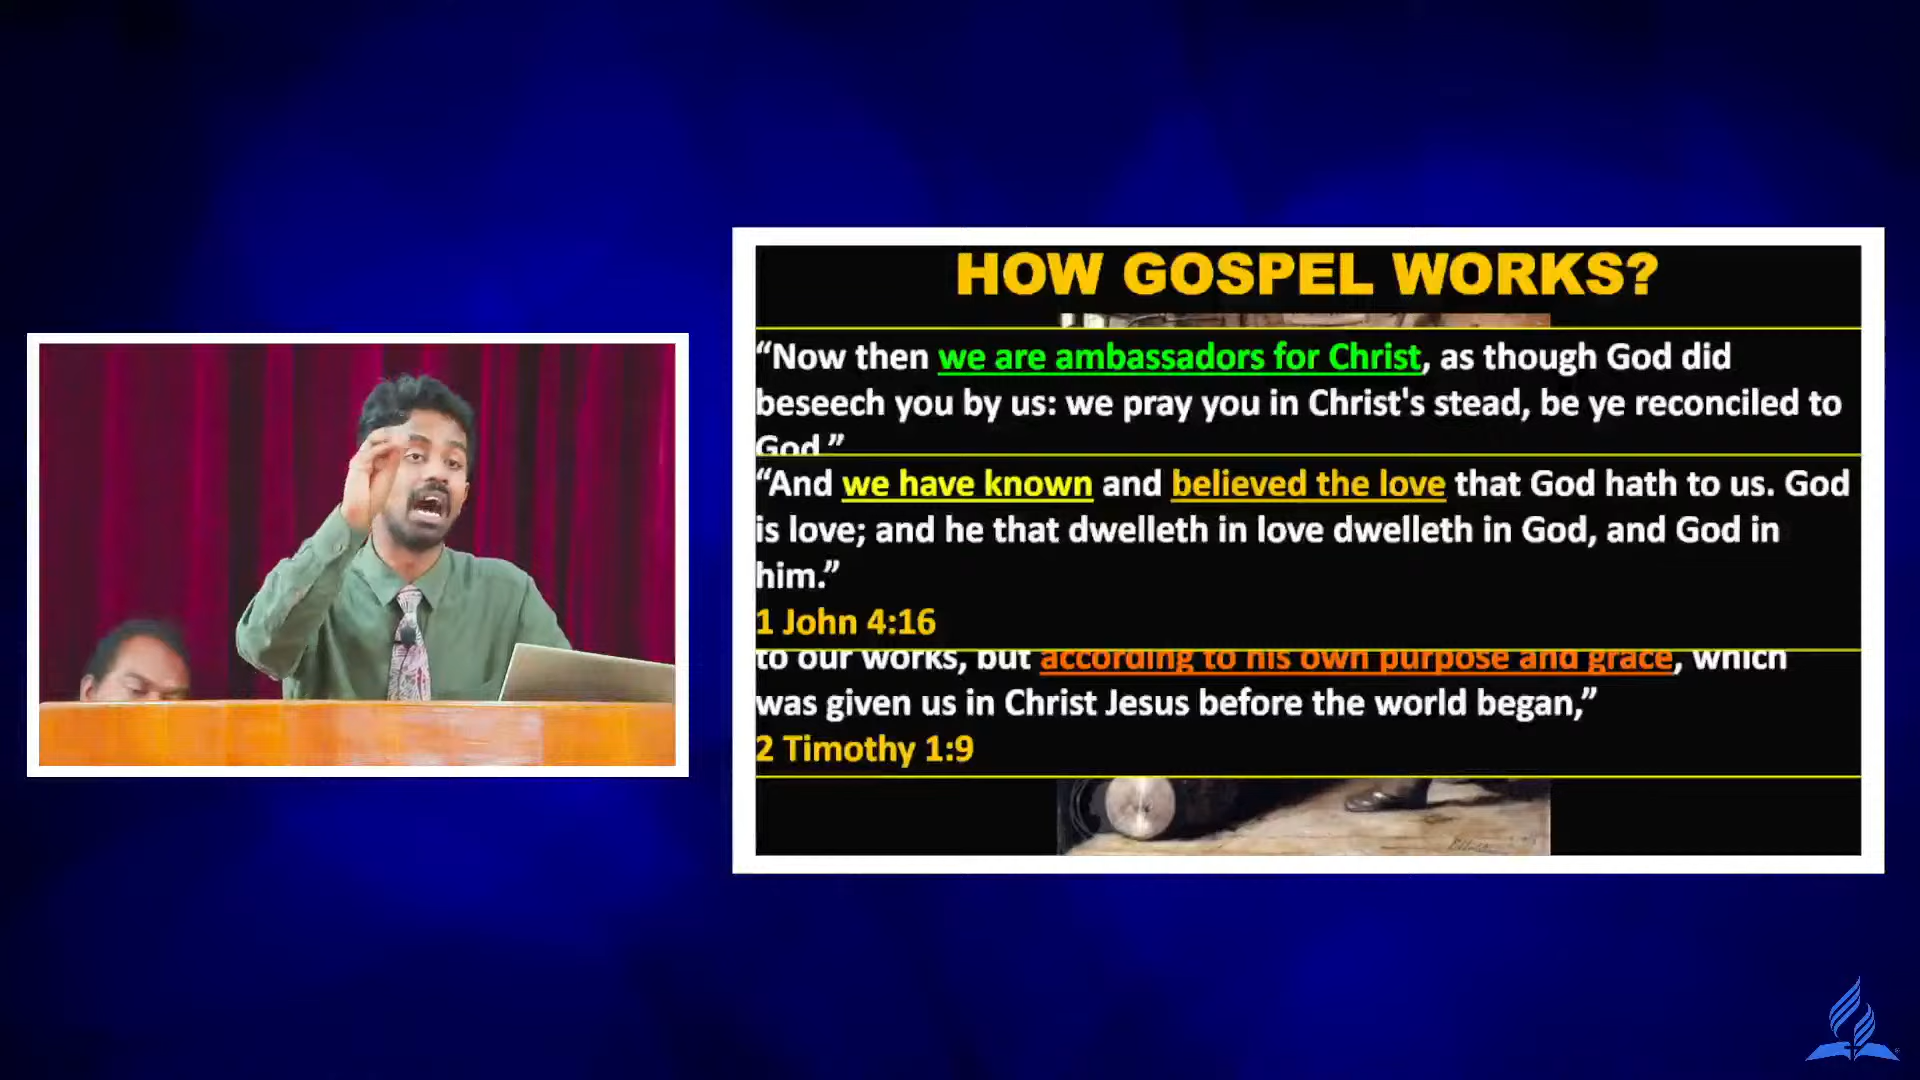 HOW GOSPEL WORKS?
“Now then we are ambassadors for Christ, as though God did
beseech you by us: we pray you in Christ's stead, be ye reconciled to
God.”
“And we have known and believed the love that God hath to us. God
is love; and he that dwelleth in love dwelleth in God, and God in
him.”
1 John 4:16
to our works, but according to his own purpose and grace, which
was given us in Christ Jesus before the world began,”
2 Timothy 1:9